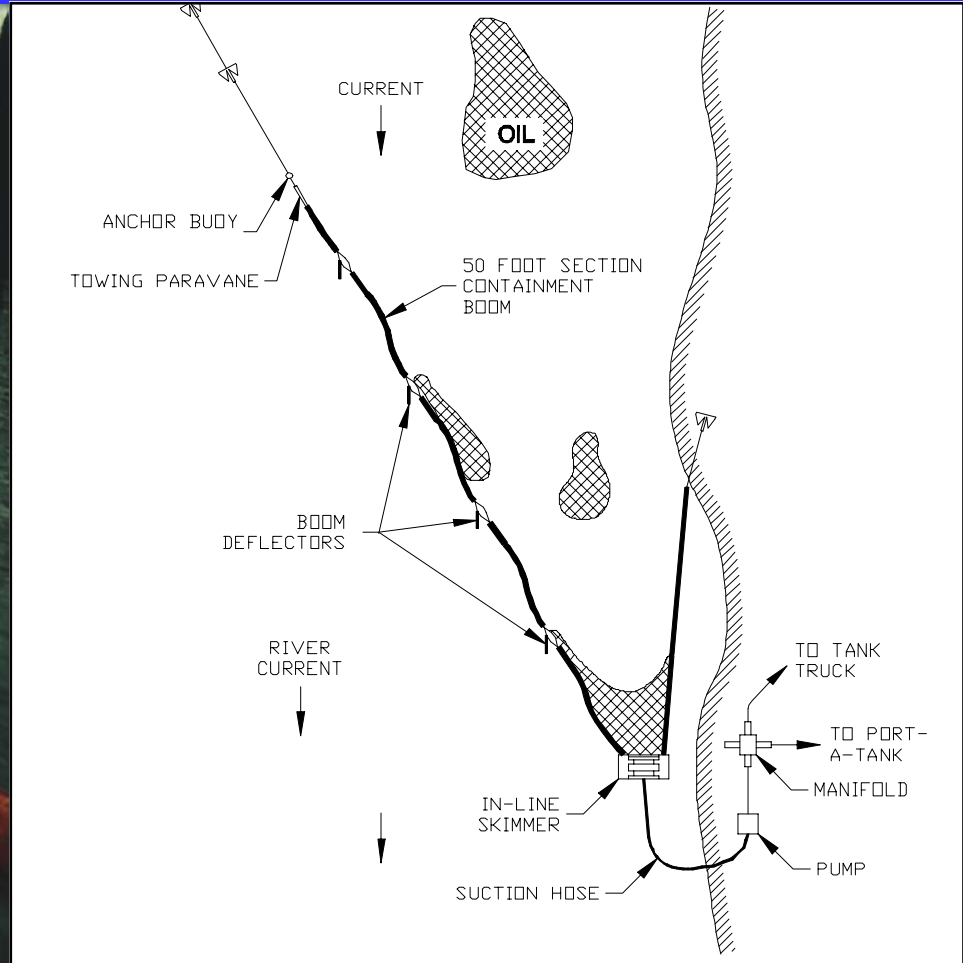 CURRENT
OIL
ANCHOR BUOY
TOWING PARAVANE
50 FOOT SECTION
CONTAINMENT
BOOM
BOOM
DEFLECTORS
RIVER
CURRENT
TO TANK
TRUCK
TO PORT-
A-TANK
MANIFOLD
IN-LINE
SKIMMER
PUMP
SUCTION HOSE